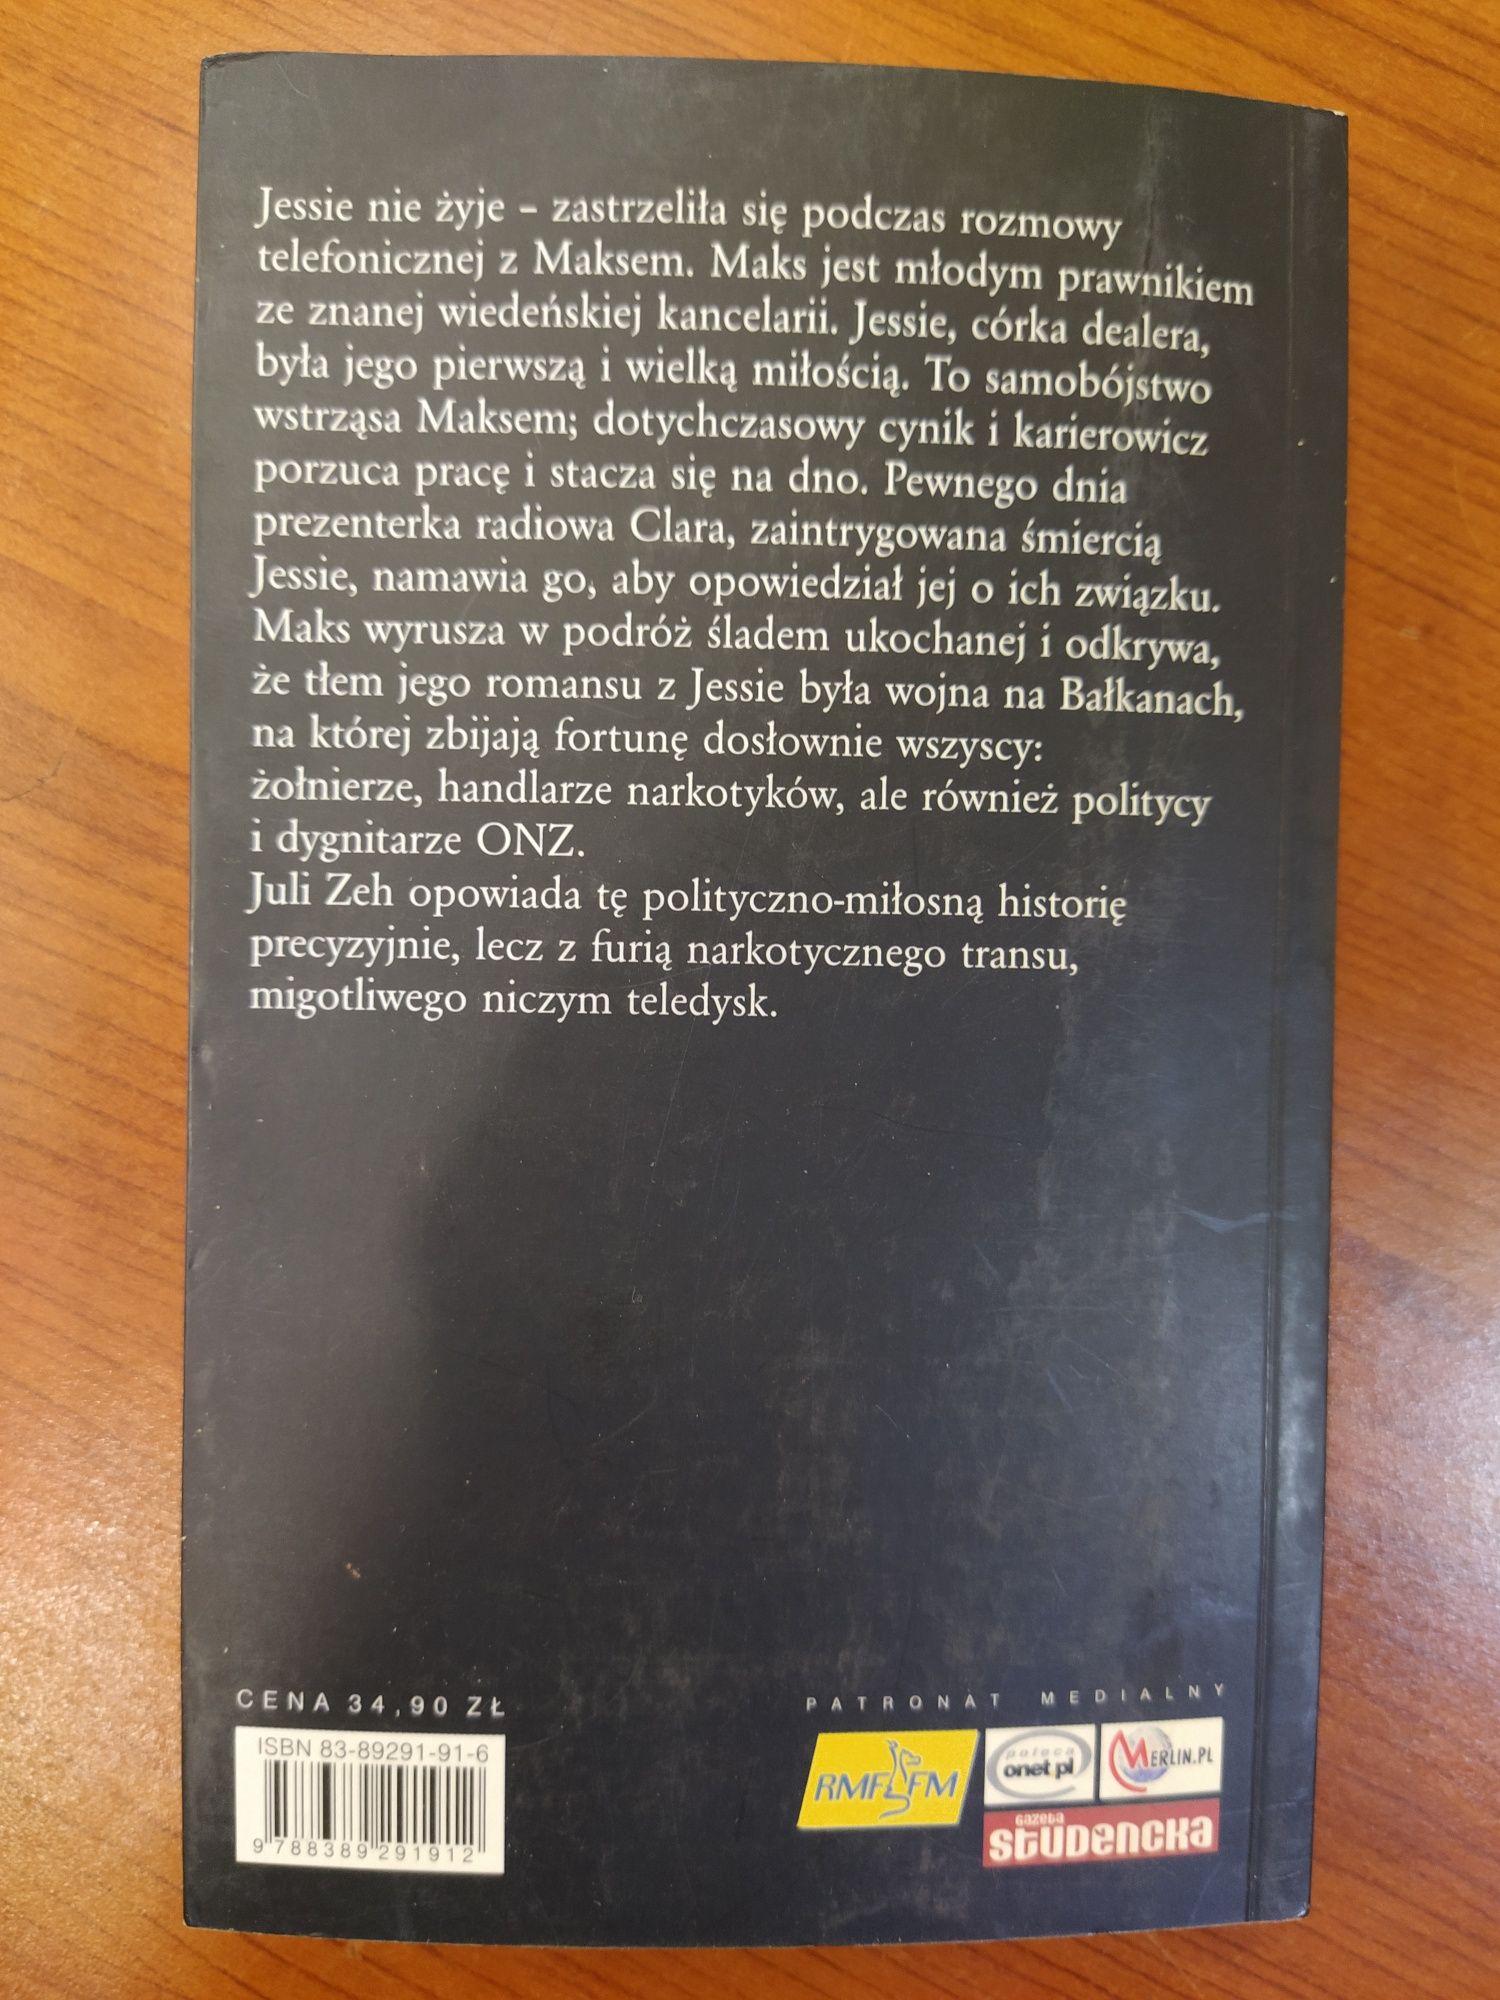 Jessie nie żyje – zastrzeliła się podczas rozmowy
telefonicznej z Maksem. Maks jest młodym prawnikiem
ze znanej wiedeńskiej kancelarii. Jessie, córka dealera,
była jego pierwszą i wielką miłością. To samobójstwo
wstrząsa Maksem; dotychczasowy cynik i karierowicz
porzuca pracę i stacza się na dno. Pewnego dnia
prezenterka radiowa Clara, zaintrygowana śmiercią
Jessie, namawia go, aby opowiedział jej o ich związku.
Maks wyrusza w podróż śladem ukochanej i odkrywa,
że tłem jego romansu z Jessie była wojna na Bałkanach,
na której zbijają fortunę dosłownie wszyscy:
żołnierze, handlarze narkotyków, ale również politycy
i dygnitarze ONZ.
Juli Zeh opowiada tę polityczno-miłosną historię
precyzyjnie, lecz z furią narkotycznego transu,
migotliwego niczym teledysk.
CENA 34,90 ZŁ
ISBN 83-89291-91-6
9 788389 291912
PATRONAT MEDIALNY
RMF FM
poleca
onet.pl
MERLIN.PL
GAZETA
STUDENCKA